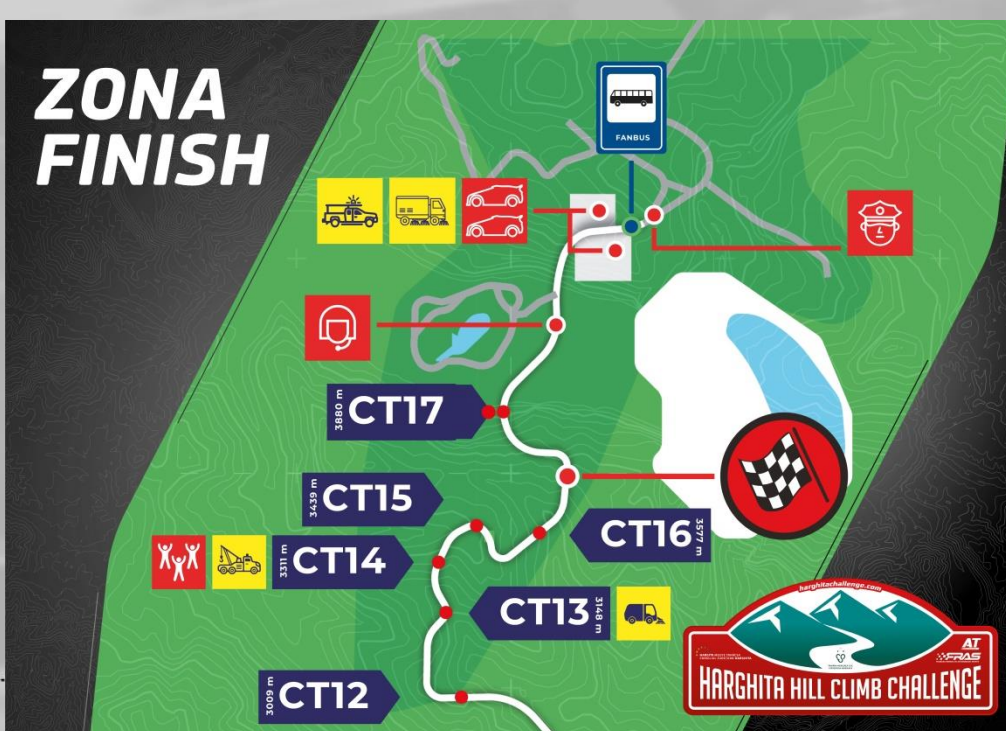 ZONA
FINISH
FANBUS
3880 m
CT17
3439 m
CT15
CT16
3577 m
3311 m
CT14
CT13
3148 m
3009 m
CT12
harghitachallenge.com
AT
FRAS
HARGHITA HILL CLIMB CHALLENGE